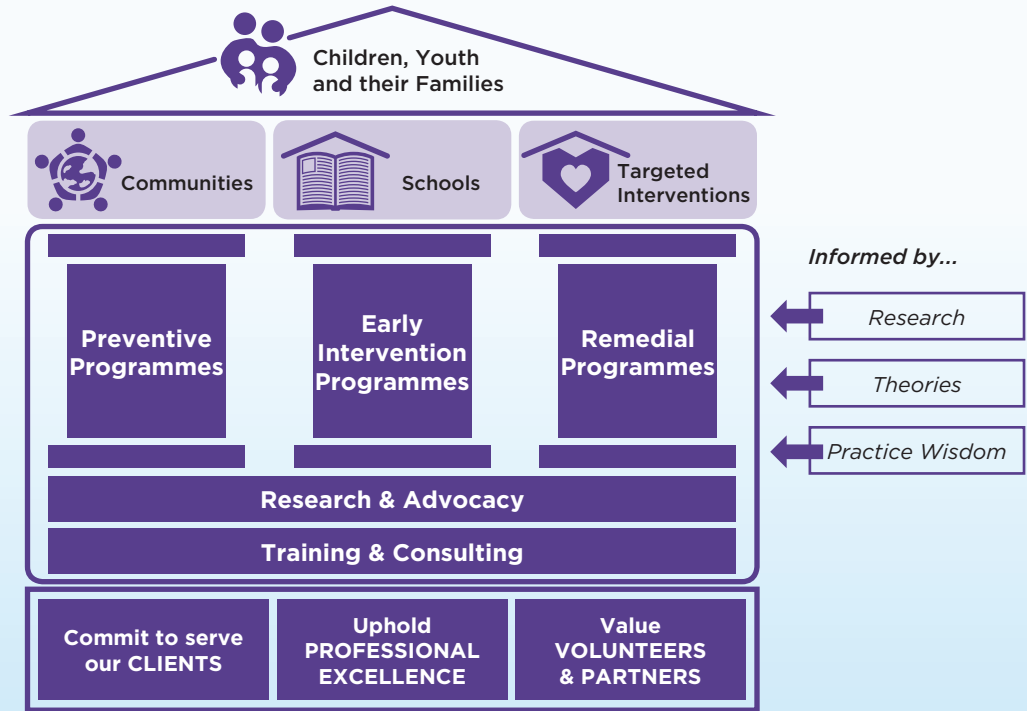 Children, Youth
and their Families
Communities
Schools
Targeted
Interventions
Informed by...
Preventive
Programmes
Early
Intervention
Programmes
Remedial
Programmes
Research
Theories
Practice Wisdom
Research & Advocacy
Training & Consulting
Commit to serve
our CLIENTS
Uphold
PROFESSIONAL
EXCELLENCE
Value
VOLUNTEERS
& PARTNERS